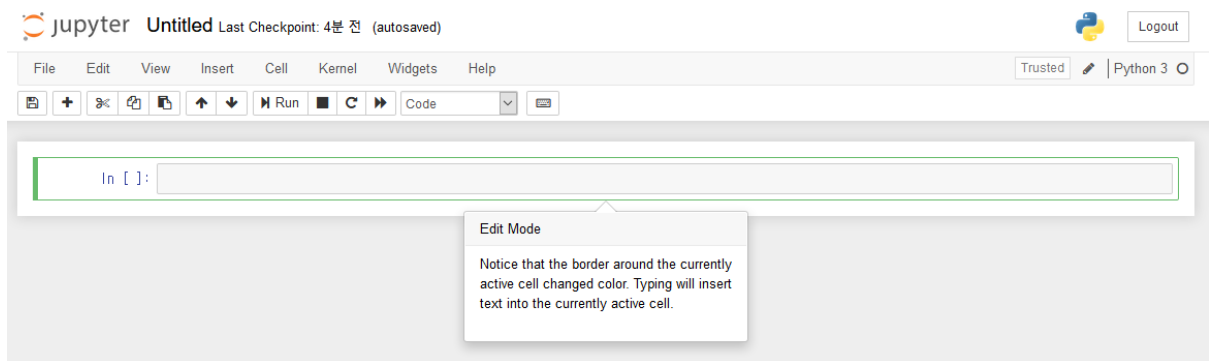 jupyter Untitled Last Checkpoint: 4분 전 (autosaved) Logout
File Edit View Insert Cell Kernel Widgets Help Trusted Python 3
Run Code
In [ ]:
Edit Mode
Notice that the border around the currently
active cell changed color. Typing will insert
text into the currently active cell.